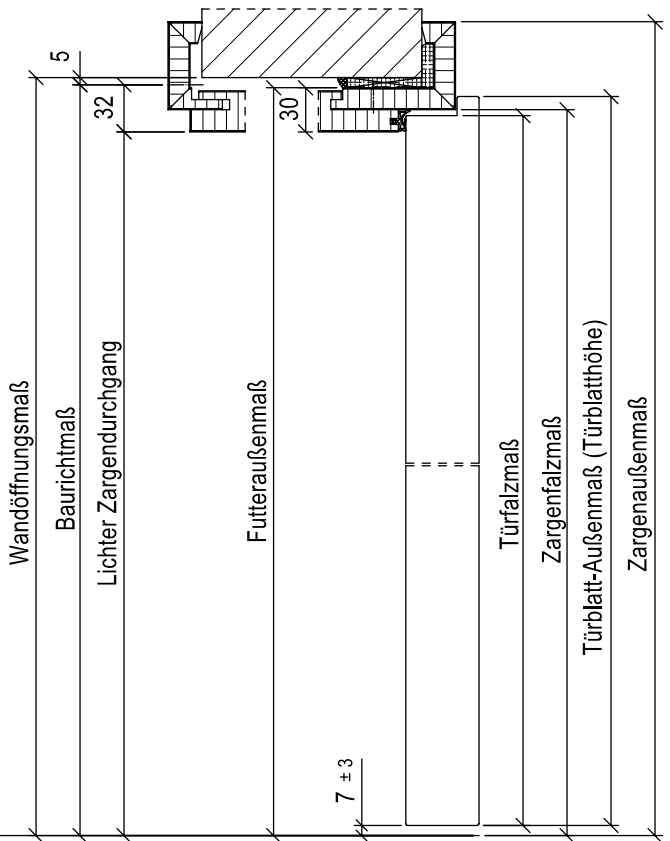 5
32
30
Wandöffnungsmaß
Baurichtmaß
Lichter Zargendurchgang
Futteraußenmaß
Türfalzmaß
Zargenfalzmaß
Türblatt-Außenmaß (Türblatthöhe)
Zargenaußenmaß
7 ± 3